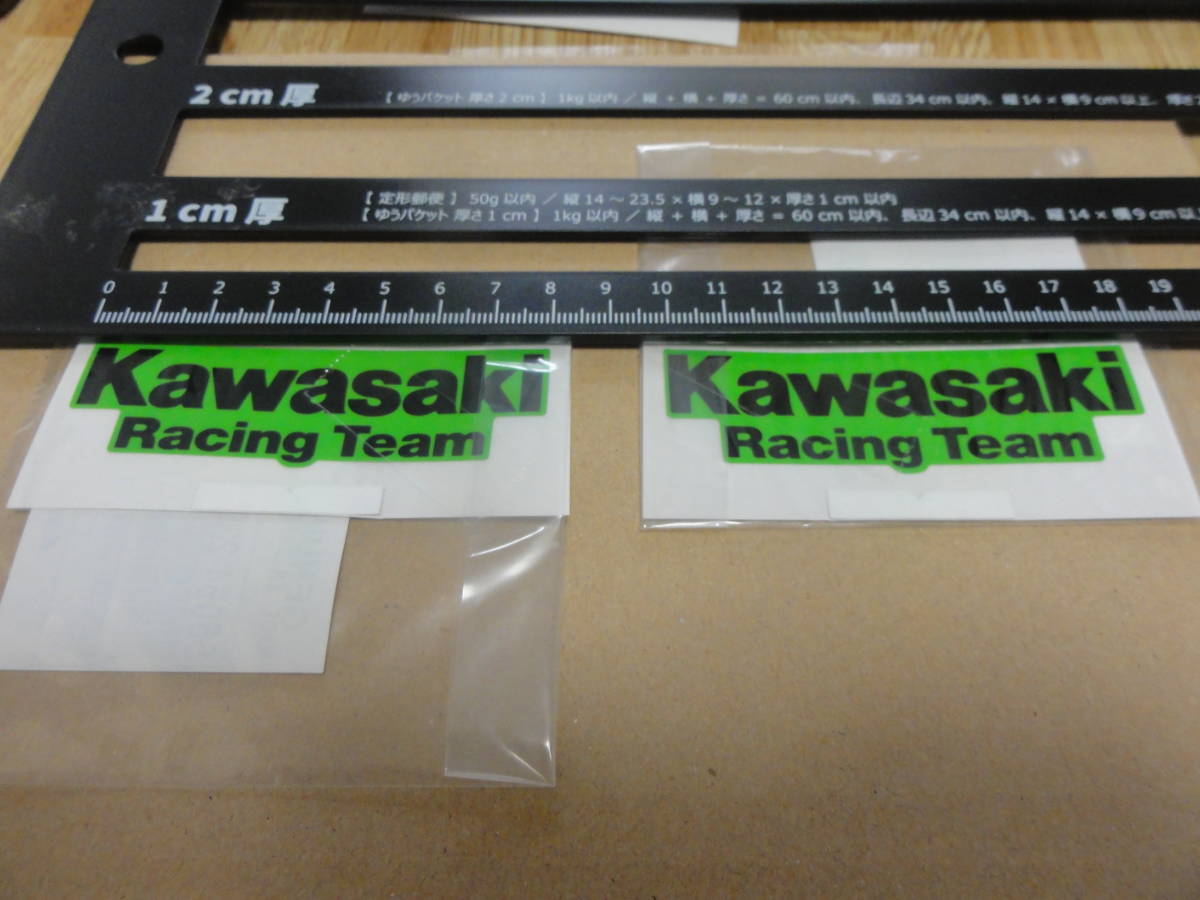 2 cm 厚
【 ゆうパケット 厚さ 2 cm 】 1kg 以内 ／ 縦 + 横 + 厚さ = 60 cm 以内、長辺 34 cm 以内、縦 14 × 横 9 cm 以上、厚さ
1 cm 厚
【 定形郵便 】 50g 以内 ／ 縦 14 ～ 23.5 × 横 9 ～ 12 × 厚さ 1 cm 以内
【 ゆうパケット 厚さ 1 cm 】 1kg 以内 ／ 縦 + 横 + 厚さ = 60 cm 以内、長辺 34 cm 以内、縦 14 × 横 9 cm 以
0 1 2 3 4 5 6 7 8 9 10 11 12 13 14 15 16 17 18 19
Kawasaki
Racing Team
Kawasaki
Racing Team